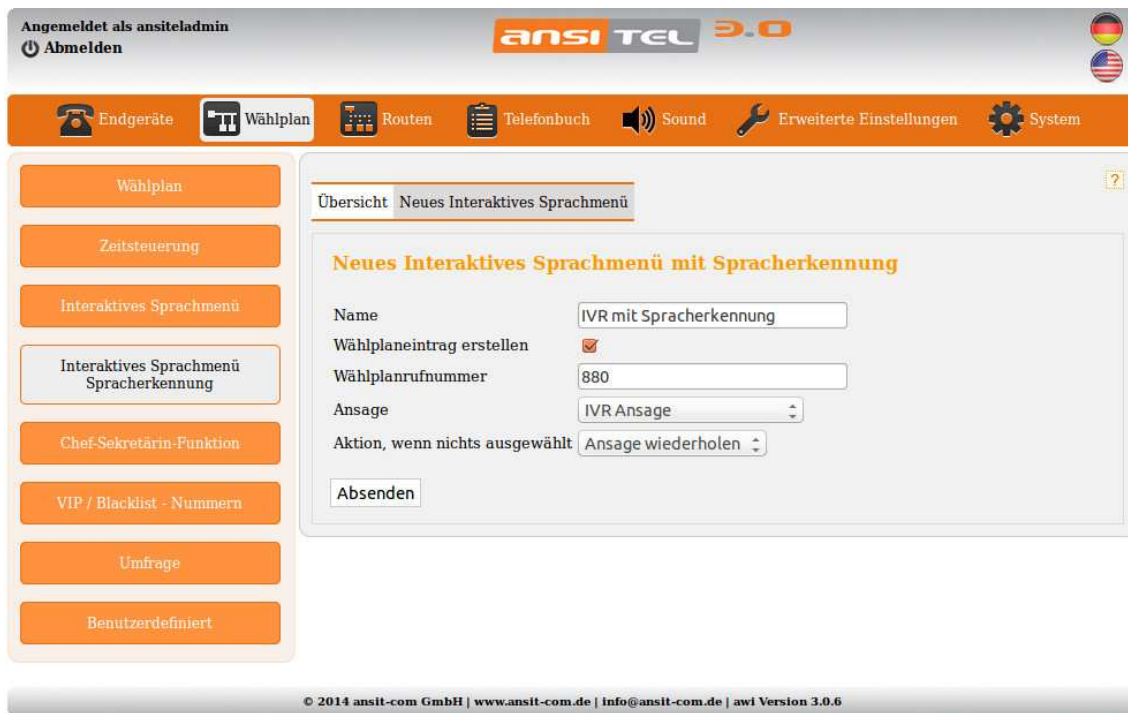 Angemeldet als ansiteladmin
Abmelden
ansi TEL 3.0
Endgeräte
Wählplan
Routen
Telefonbuch
Sound
Erweiterte Einstellungen
System
Wählplan
Zeitsteuerung
Interaktives Sprachmenü
Interaktives Sprachmenü
Spracherkennung
Chef-Sekretärin-Funktion
VIP / Blacklist - Nummern
Umfrage
Benutzerdefiniert
?
Übersicht Neues Interaktives Sprachmenü
Neues Interaktives Sprachmenü mit Spracherkennung
Name IVR mit Spracherkennung
Wählplaneintrag erstellen
Wählplanrufnummer 880
Ansage IVR Ansage
Aktion, wenn nichts ausgewählt Ansage wiederholen
Absenden
© 2014 ansit-com GmbH | www.ansit-com.de | info@ansit-com.de | awi Version 3.0.6